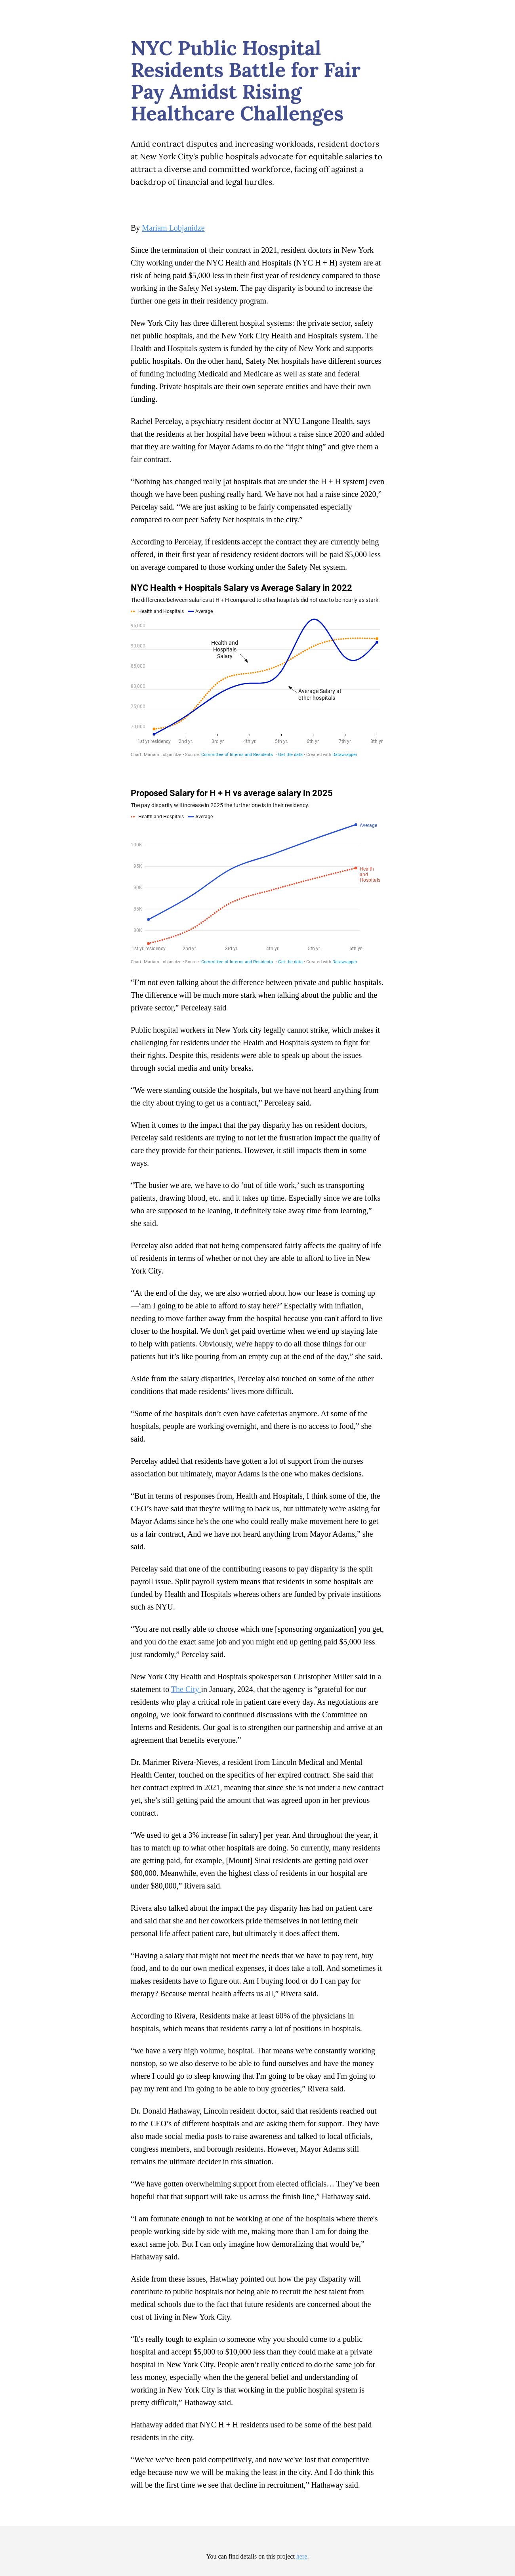 NYC Public Hospital
Residents Battle for Fair
Pay Amidst Rising
Healthcare Challenges
Amid contract disputes and increasing workloads, resident doctors
at New York City's public hospitals advocate for equitable salaries to
attract a diverse and committed workforce, facing off against a
backdrop of financial and legal hurdles.
By Mariam Lobjanidze
Since the termination of their contract in 2021, resident doctors in New York
City working under the NYC Health and Hospitals (NYC H + H) system are at
risk of being paid $5,000 less in their first year of residency compared to those
working in the Safety Net system. The pay disparity is bound to increase the
further one gets in their residency program.
New York City has three different hospital systems: the private sector, safety
net public hospitals, and the New York City Health and Hospitals system. The
Health and Hospitals system is funded by the city of New York and supports
public hospitals. On the other hand, Safety Net hospitals have different sources
of funding including Medicaid and Medicare as well as state and federal
funding. Private hospitals are their own seperate entities and have their own
funding.
Rachel Percelay, a psychiatry resident doctor at NYU Langone Health, says
that the residents at her hospital have been without a raise since 2020 and added
that they are waiting for Mayor Adams to do the “right thing” and give them a
fair contract.
“Nothing has changed really [at hospitals that are under the H + H system] even
though we have been pushing really hard. We have not had a raise since 2020,”
Percelay said. “We are just asking to be fairly compensated especially
compared to our peer Safety Net hospitals in the city.”
According to Percelay, if residents accept the contract they are currently being
offered, in their first year of residency resident doctors will be paid $5,000 less
on average compared to those working under the Safety Net system.
NYC Health + Hospitals Salary vs Average Salary in 2022
The difference between salaries at H + H compared to other hospitals did not use to be nearly as stark.
Health and Hospitals Average
95,000
90,000
85,000
80,000
75,000
70,000
Health and
Hospitals
Salary
Average Salary at
other hospitals
1st yr residency 2nd yr. 3rd yr. 4th yr. 5th yr. 6th yr. 7th yr. 8th yr.
Chart: Mariam Lobjanidze • Source: Committee of Interns and Residents • Get the data • Created with Datawrapper
Proposed Salary for H + H vs average salary in 2025
The pay disparity will increase in 2025 the further one is in their residency.
Health and Hospitals Average
Average
100K
95K
90K
85K
80K
Health
and
Hospitals
1st yr. residency 2nd yr. 3rd yr. 4th yr. 5th yr. 6th yr.
Chart: Mariam Lobjanidze • Source: Committee of Interns and Residents • Get the data • Created with Datawrapper
“I’m not even talking about the difference between private and public hospitals.
The difference will be much more stark when talking about the public and the
private sector,” Perceleay said
Public hospital workers in New York city legally cannot strike, which makes it
challenging for residents under the Health and Hospitals system to fight for
their rights. Despite this, residents were able to speak up about the issues
through social media and unity breaks.
“We were standing outside the hospitals, but we have not heard anything from
the city about trying to get us a contract,” Perceleay said.
When it comes to the impact that the pay disparity has on resident doctors,
Percelay said residents are trying to not let the frustration impact the quality of
care they provide for their patients. However, it still impacts them in some
ways.
“The busier we are, we have to do ‘out of title work,’ such as transporting
patients, drawing blood, etc. and it takes up time. Especially since we are folks
who are supposed to be leaning, it definitely take away time from learning,”
she said.
Percelay also added that not being compensated fairly affects the quality of life
of residents in terms of whether or not they are able to afford to live in New
York City.
“At the end of the day, we are also worried about how our lease is coming up
—‘am I going to be able to afford to stay here?’ Especially with inflation,
needing to move farther away from the hospital because you can't afford to live
closer to the hospital. We don't get paid overtime when we end up staying late
to help with patients. Obviously, we're happy to do all those things for our
patients but it’s like pouring from an empty cup at the end of the day,” she said.
Aside from the salary disparities, Percelay also touched on some of the other
conditions that made residents’ lives more difficult.
“Some of the hospitals don’t even have cafeterias anymore. At some of the
hospitals, people are working overnight, and there is no access to food,” she
said.
Percelay added that residents have gotten a lot of support from the nurses
association but ultimately, mayor Adams is the one who makes decisions.
“But in terms of responses from, Health and Hospitals, I think some of the, the
CEO’s have said that they're willing to back us, but ultimately we're asking for
Mayor Adams since he's the one who could really make movement here to get
us a fair contract, And we have not heard anything from Mayor Adams,” she
said.
Percelay said that one of the contributing reasons to pay disparity is the split
payroll issue. Split payroll system means that residents in some hospitals are
funded by Health and Hospitals whereas others are funded by private institions
such as NYU.
“You are not really able to choose which one [sponsoring organization] you get,
and you do the exact same job and you might end up getting paid $5,000 less
just randomly,” Percelay said.
New York City Health and Hospitals spokesperson Christopher Miller said in a
statement to The City in January, 2024, that the agency is “grateful for our
residents who play a critical role in patient care every day. As negotiations are
ongoing, we look forward to continued discussions with the Committee on
Interns and Residents. Our goal is to strengthen our partnership and arrive at an
agreement that benefits everyone.”
Dr. Marimer Rivera-Nieves, a resident from Lincoln Medical and Mental
Health Center, touched on the specifics of her expired contract. She said that
her contract expired in 2021, meaning that since she is not under a new contract
yet, she’s still getting paid the amount that was agreed upon in her previous
contract.
“We used to get a 3% increase [in salary] per year. And throughout the year, it
has to match up to what other hospitals are doing. So currently, many residents
are getting paid, for example, [Mount] Sinai residents are getting paid over
$80,000. Meanwhile, even the highest class of residents in our hospital are
under $80,000,” Rivera said.
Rivera also talked about the impact the pay disparity has had on patient care
and said that she and her coworkers pride themselves in not letting their
personal life affect patient care, but ultimately it does affect them.
“Having a salary that might not meet the needs that we have to pay rent, buy
food, and to do our own medical expenses, it does take a toll. And sometimes it
makes residents have to figure out. Am I buying food or do I can pay for
therapy? Because mental health affects us all,” Rivera said.
According to Rivera, Residents make at least 60% of the physicians in
hospitals, which means that residents carry a lot of positions in hospitals.
“we have a very high volume, hospital. That means we're constantly working
nonstop, so we also deserve to be able to fund ourselves and have the money
where I could go to sleep knowing that I'm going to be okay and I'm going to
pay my rent and I'm going to be able to buy groceries,” Rivera said.
Dr. Donald Hathaway, Lincoln resident doctor, said that residents reached out
to the CEO’s of different hospitals and are asking them for support. They have
also made social media posts to raise awareness and talked to local officials,
congress members, and borough residents. However, Mayor Adams still
remains the ultimate decider in this situation.
“We have gotten overwhelming support from elected officials… They’ve been
hopeful that that support will take us across the finish line,” Hathaway said.
“I am fortunate enough to not be working at one of the hospitals where there's
people working side by side with me, making more than I am for doing the
exact same job. But I can only imagine how demoralizing that would be,”
Hathaway said.
Aside from these issues, Hatwhay pointed out how the pay disparity will
contribute to public hospitals not being able to recruit the best talent from
medical schools due to the fact that future residents are concerned about the
cost of living in New York City.
“It's really tough to explain to someone why you should come to a public
hospital and accept $5,000 to $10,000 less than they could make at a private
hospital in New York City. People aren’t really enticed to do the same job for
less money, especially when the the general belief and understanding of
working in New York City is that working in the public hospital system is
pretty difficult,” Hathaway said.
Hathaway added that NYC H + H residents used to be some of the best paid
residents in the city.
“We've we've been paid competitively, and now we've lost that competitive
edge because now we will be making the least in the city. And I do think this
will be the first time we see that decline in recruitment,” Hathaway said.
You can find details on this project here.